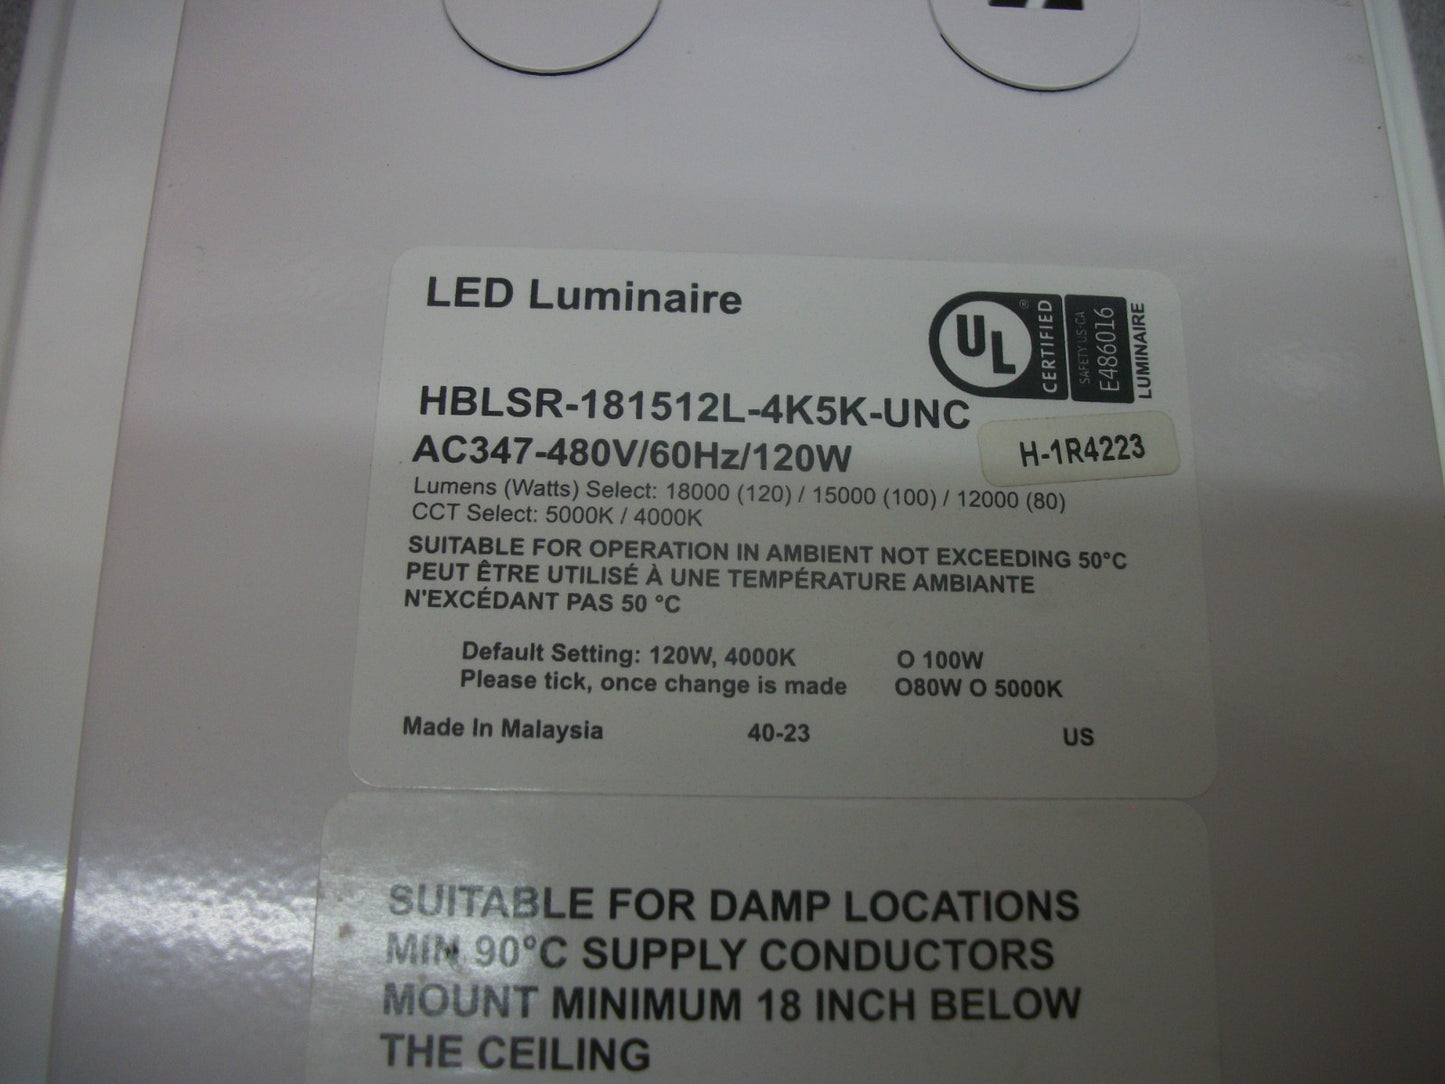 LED Luminaire
UL ® CERTIFIED
SAFETY US-CA
E486016
LUMINAIRE
HBLSR-181512L-4K5K-UNC
AC347-480V/60Hz/120W
H-1R4223
Lumens (Watts) Select: 18000 (120) / 15000 (100) / 12000 (80)
CCT Select: 5000K / 4000K
SUITABLE FOR OPERATION IN AMBIENT NOT EXCEEDING 50°C
PEUT ÊTRE UTILISÉ À UNE TEMPÉRATURE AMBIANTE
N'EXCÉDANT PAS 50 °C
Default Setting: 120W, 4000K O 100W
Please tick, once change is made O80W O 5000K
Made In Malaysia 40-23 US
SUITABLE FOR DAMP LOCATIONS
MIN 90°C SUPPLY CONDUCTORS
MOUNT MINIMUM 18 INCH BELOW
THE CEILING